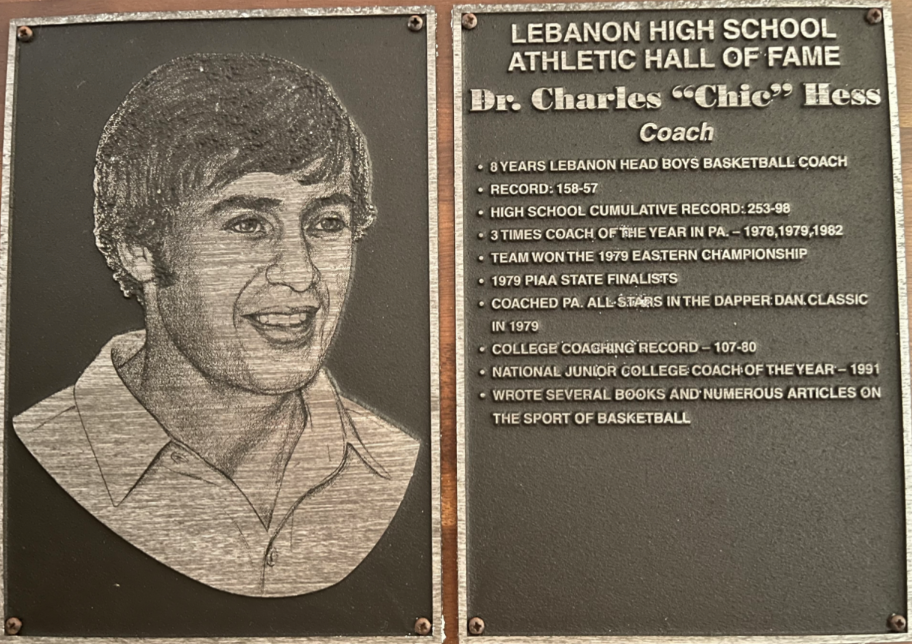 LEBANON HIGH SCHOOL
ATHLETIC HALL OF FAME
Dr. Charles “Chic” Hess
Coach
• 8 YEARS LEBANON HEAD BOYS BASKETBALL COACH
• RECORD: 158-57
• HIGH SCHOOL CUMULATIVE RECORD: 253-98
• 3 TIMES COACH OF THE YEAR IN PA. – 1978,1979,1982
• TEAM WON THE 1979 EASTERN CHAMPIONSHIP
• 1979 PIAA STATE FINALISTS
• COACHED PA. ALL-STARS IN THE DAPPER DAN CLASSIC
IN 1979
• COLLEGE COACHING RECORD – 107-80
• NATIONAL JUNIOR COLLEGE COACH OF THE YEAR – 1991
• WROTE SEVERAL BOOKS AND NUMEROUS ARTICLES ON
THE SPORT OF BASKETBALL